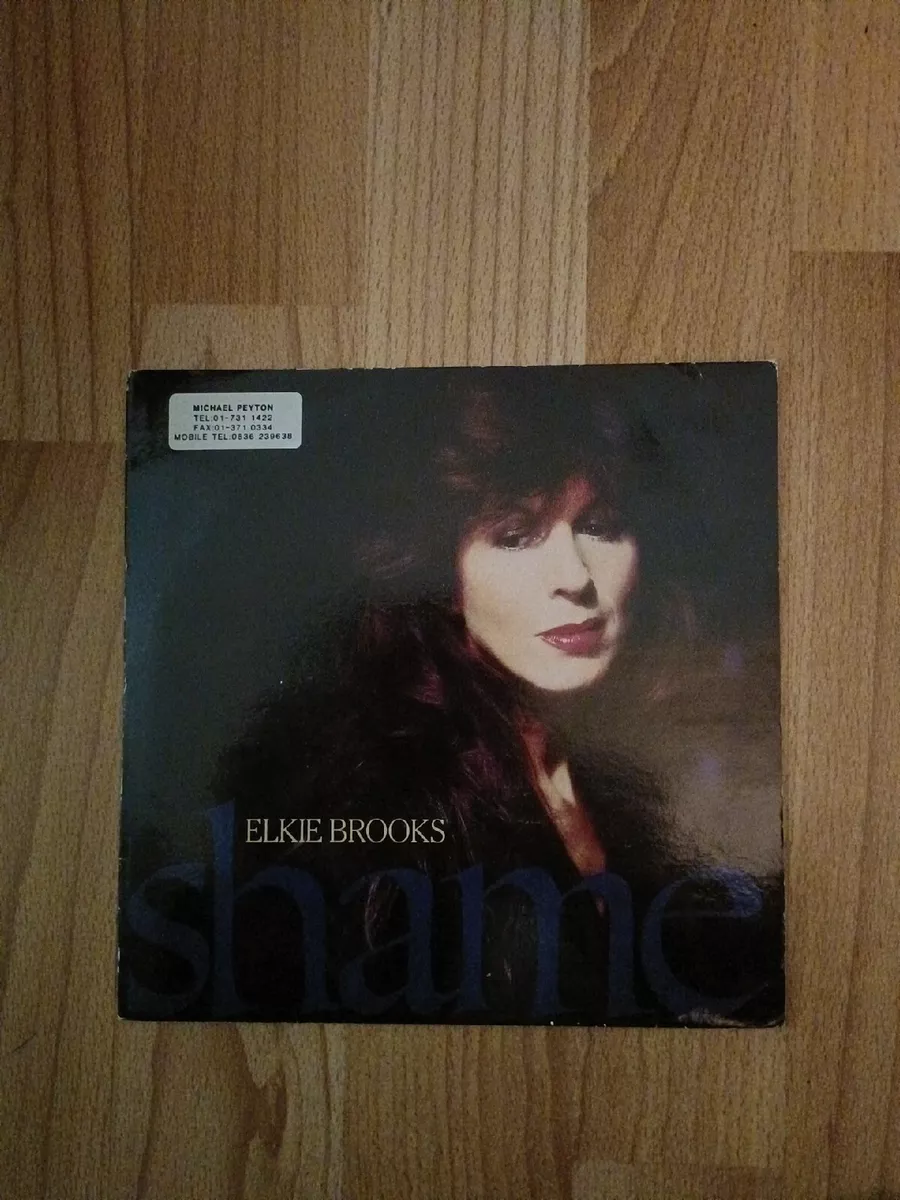 MICHAEL PEYTON
TEL:01-731 1422
FAX:01-371 0334
MOBILE TEL:0836 239638
ELKIE BROOKS
shame